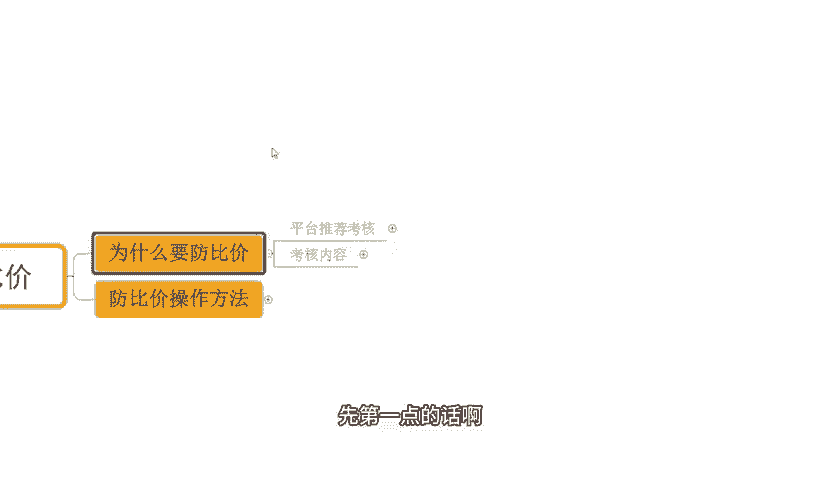 平台推荐考核
为什么要防比价
考核内容
价
防比价操作方法
先第一点的话啊